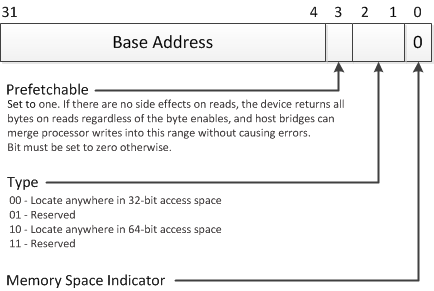 31 4 3 2 1 0
Base Address 0
Prefetchable
Set to one. If there are no side effects on reads, the device returns all
bytes on reads regardless of the byte enables, and host bridges can
merge processor writes into this range without causing errors.
Bit must be set to zero otherwise.
Type
00 - Locate anywhere in 32-bit access space
01 - Reserved
10 - Locate anywhere in 64-bit access space
11 - Reserved
Memory Space Indicator